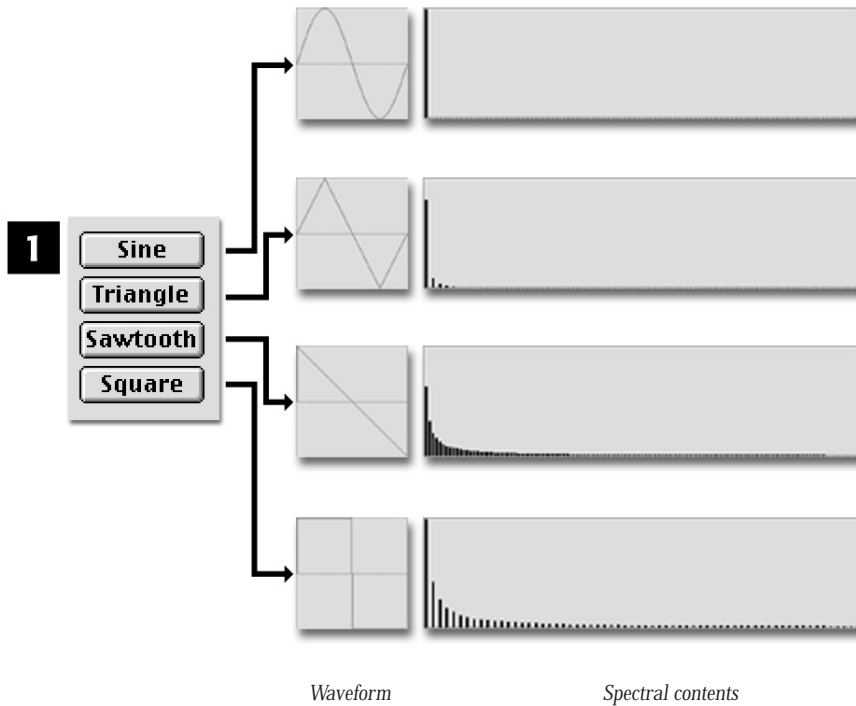 1
Sine
Triangle
Sawtooth
Square
Waveform
Spectral contents